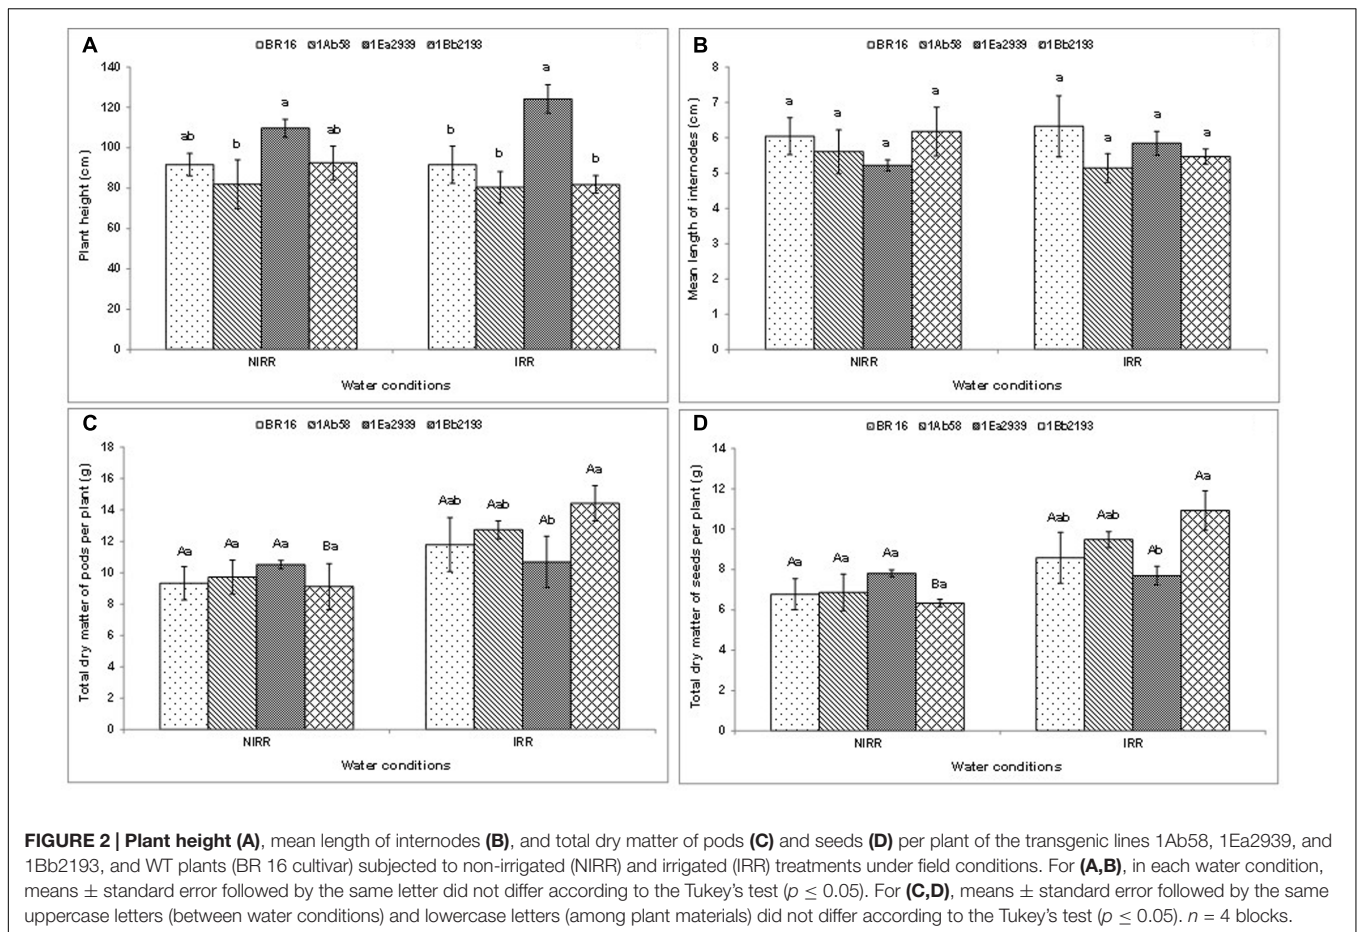 A
BR16 1Ab58 1Ea2939 1Bb2193
140
120
100
80
60
40
20
0
Plant height (cm)
ab b a ab
b b a b
NIRR IRR
Water conditions
B
BR16 1Ab58 1Ea2939 1Bb2193
8
7
6
5
4
3
2
1
0
Mean length of internodes (cm)
a a a a
a a a a
NIRR IRR
Water conditions
C
BR16 1Ab58 1Ea2939 1Bb2193
18
16
14
12
10
8
6
4
2
0
Total dry matter of pods per plant (g)
Aa Aa Aa Ba
Aab Aab Ab Aa
NIRR IRR
Water conditions
D
BR16 1Ab58 1Ea2939 1Bb2193
14
12
10
8
6
4
2
0
Total dry matter of seeds per plant (g)
Aa Aa Aa Ba
Aab Aab Ab Aa
NIRR IRR
Water conditions
FIGURE 2 | Plant height (A), mean length of internodes (B), and total dry matter of pods (C) and seeds (D) per plant of the transgenic lines 1Ab58, 1Ea2939, and
1Bb2193, and WT plants (BR 16 cultivar) subjected to non-irrigated (NIRR) and irrigated (IRR) treatments under field conditions. For (A,B), in each water condition,
means ± standard error followed by the same letter did not differ according to the Tukey's test (p ≤ 0.05). For (C,D), means ± standard error followed by the same
uppercase letters (between water conditions) and lowercase letters (among plant materials) did not differ according to the Tukey's test (p ≤ 0.05). n = 4 blocks.